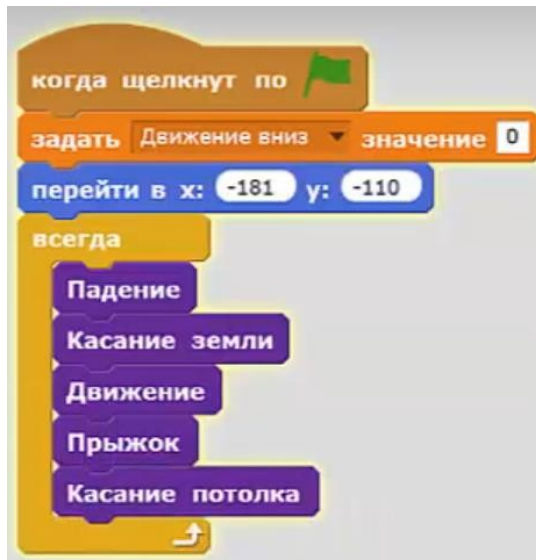 когда щелкнут по
задать Движение вниз значение 0
перейти в x: -181 y: -110
всегда
Падение
Касание земли
Движение
Прыжок
Касание потолка